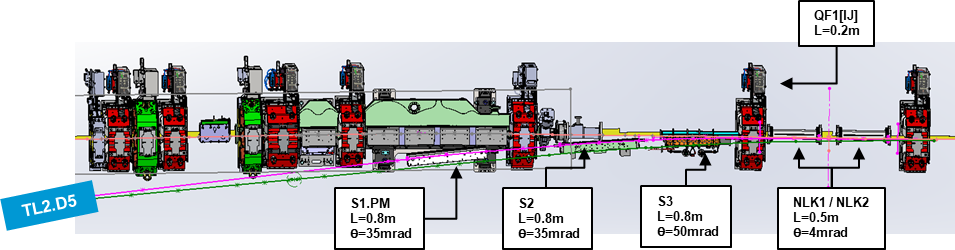 QF1[IJ]
L=0.2m
TL2.D5
S1.PM
L=0.8m
Θ=35mrad
S2
L=0.8m
Θ=35mrad
S3
L=0.8m
Θ=50mrad
NLK1 / NLK2
L=0.5m
Θ=4mrad